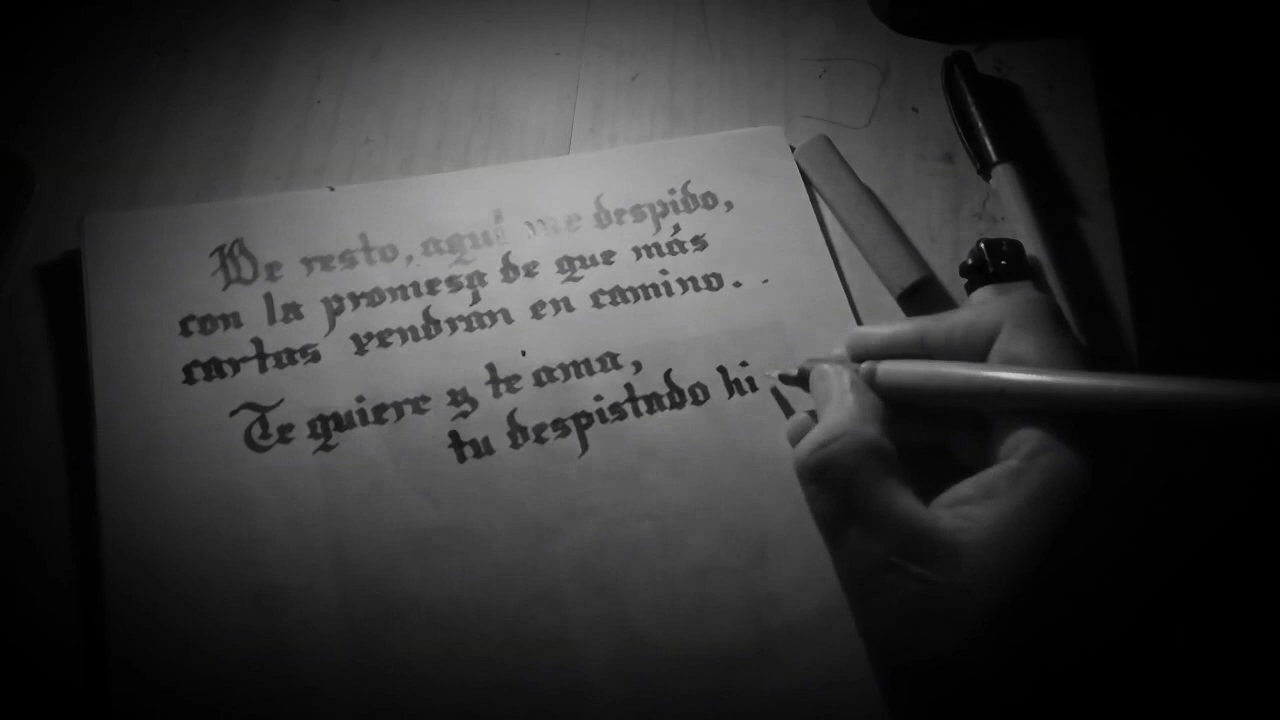 De resto, aquí me despido,
con la promesa de que más
cartas vendrán en camino...
Te quiere y te ama,
tu despistado hi